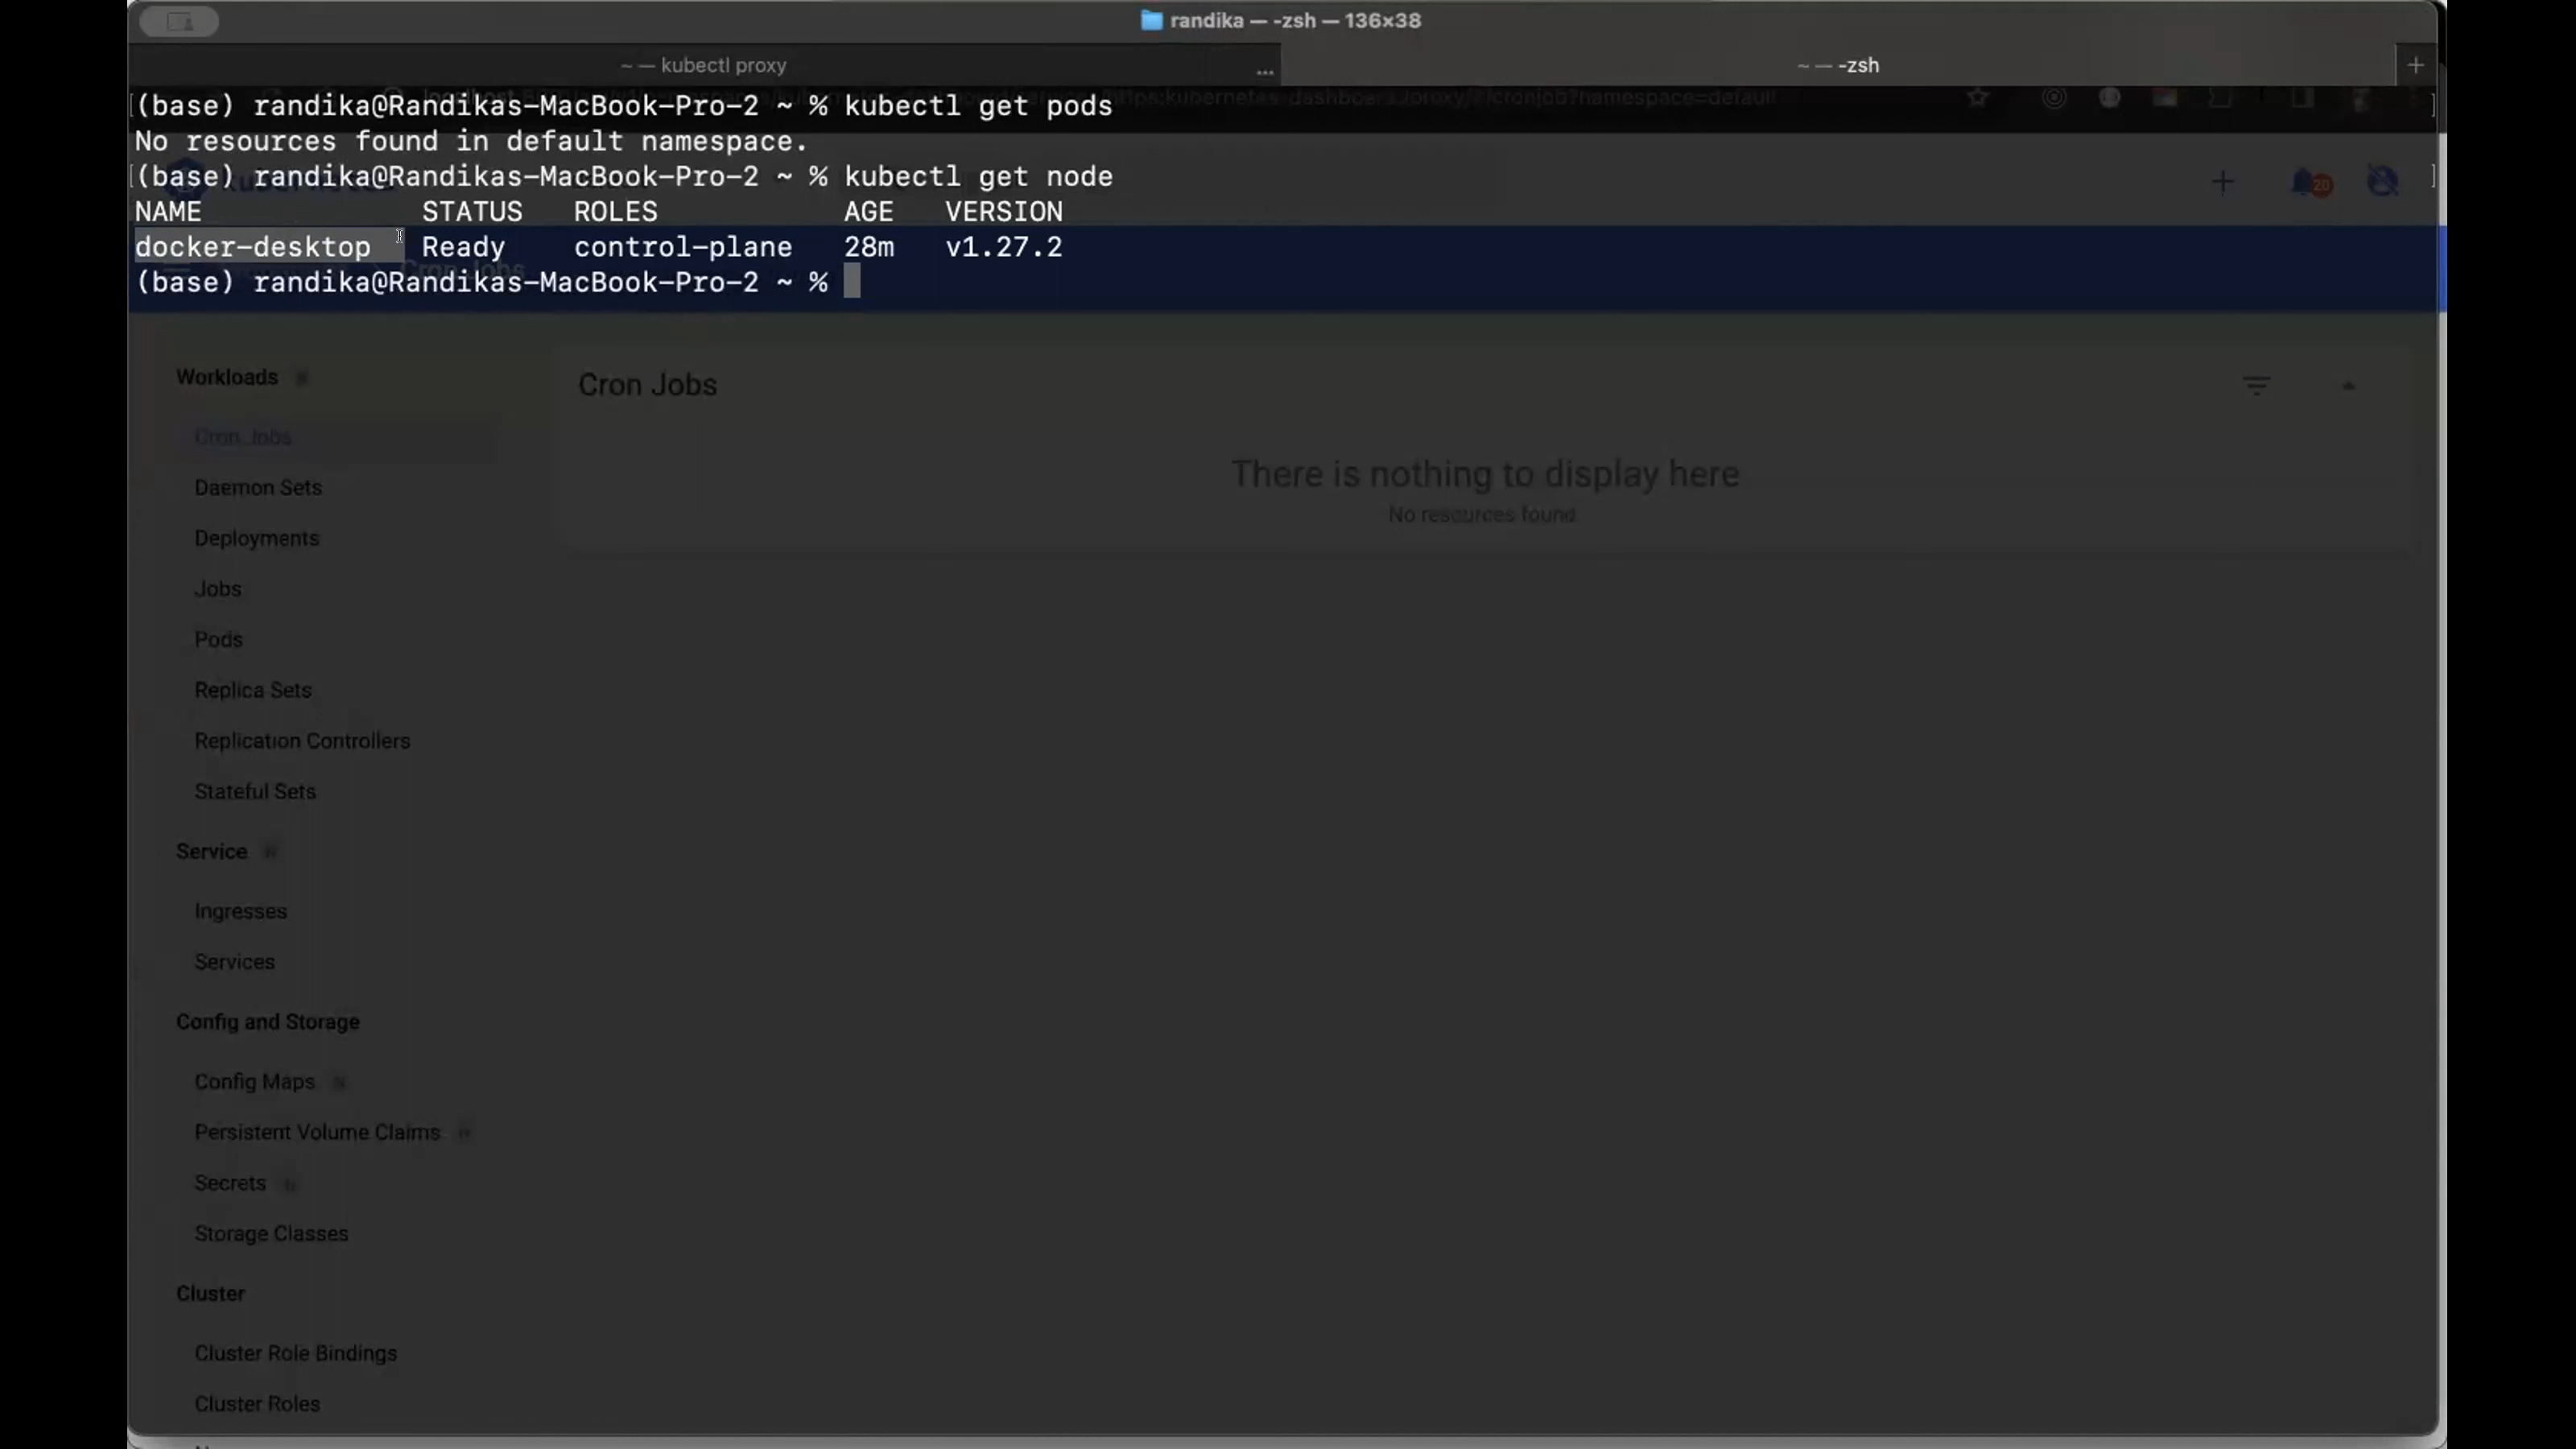 randika — -zsh — 136×38
~ — kubectl proxy
...
~ — -zsh
(base) randika@Randikas-MacBook-Pro-2 ~ % kubectl get pods
No resources found in default namespace.
(base) randika@Randikas-MacBook-Pro-2 ~ % kubectl get node
20
NAME STATUS ROLES AGE VERSION
docker-desktop Ready control-plane 28m v1.27.2
Cron Jobs
(base) randika@Randikas-MacBook-Pro-2 ~ %
Workloads N
Cron Jobs
Cron Jobs
Daemon Sets
Deployments
Jobs
Pods
Replica Sets
Replication Controllers
Stateful Sets
There is nothing to display here
No resources found
Service N
Ingresses
Services
Config and Storage
Config Maps N
Persistent Volume Claims N
Secrets N
Storage Classes
Cluster
Cluster Role Bindings
Cluster Roles